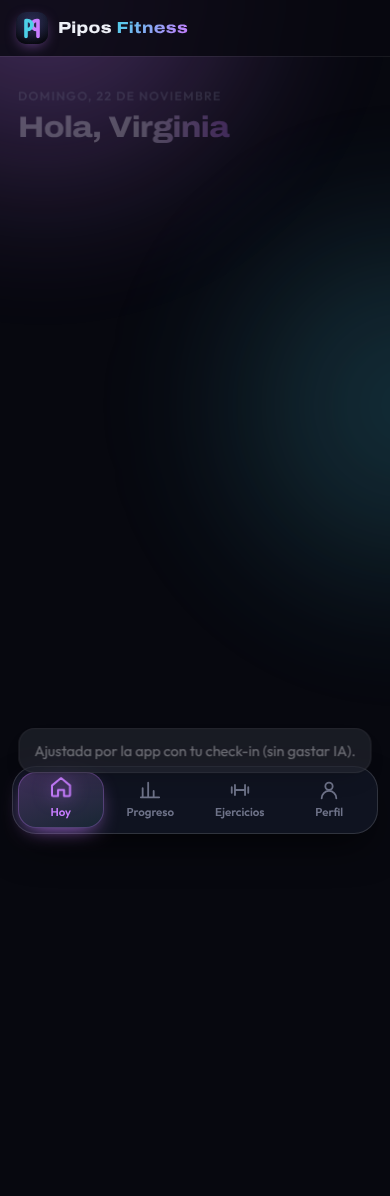 Pipos Fitness
DOMINGO, 22 DE NOVIEMBRE
Hola, Virginia
Ajustada por la app con tu check-in (sin gastar IA).
Hoy
Progreso
Ejercicios
Perfil